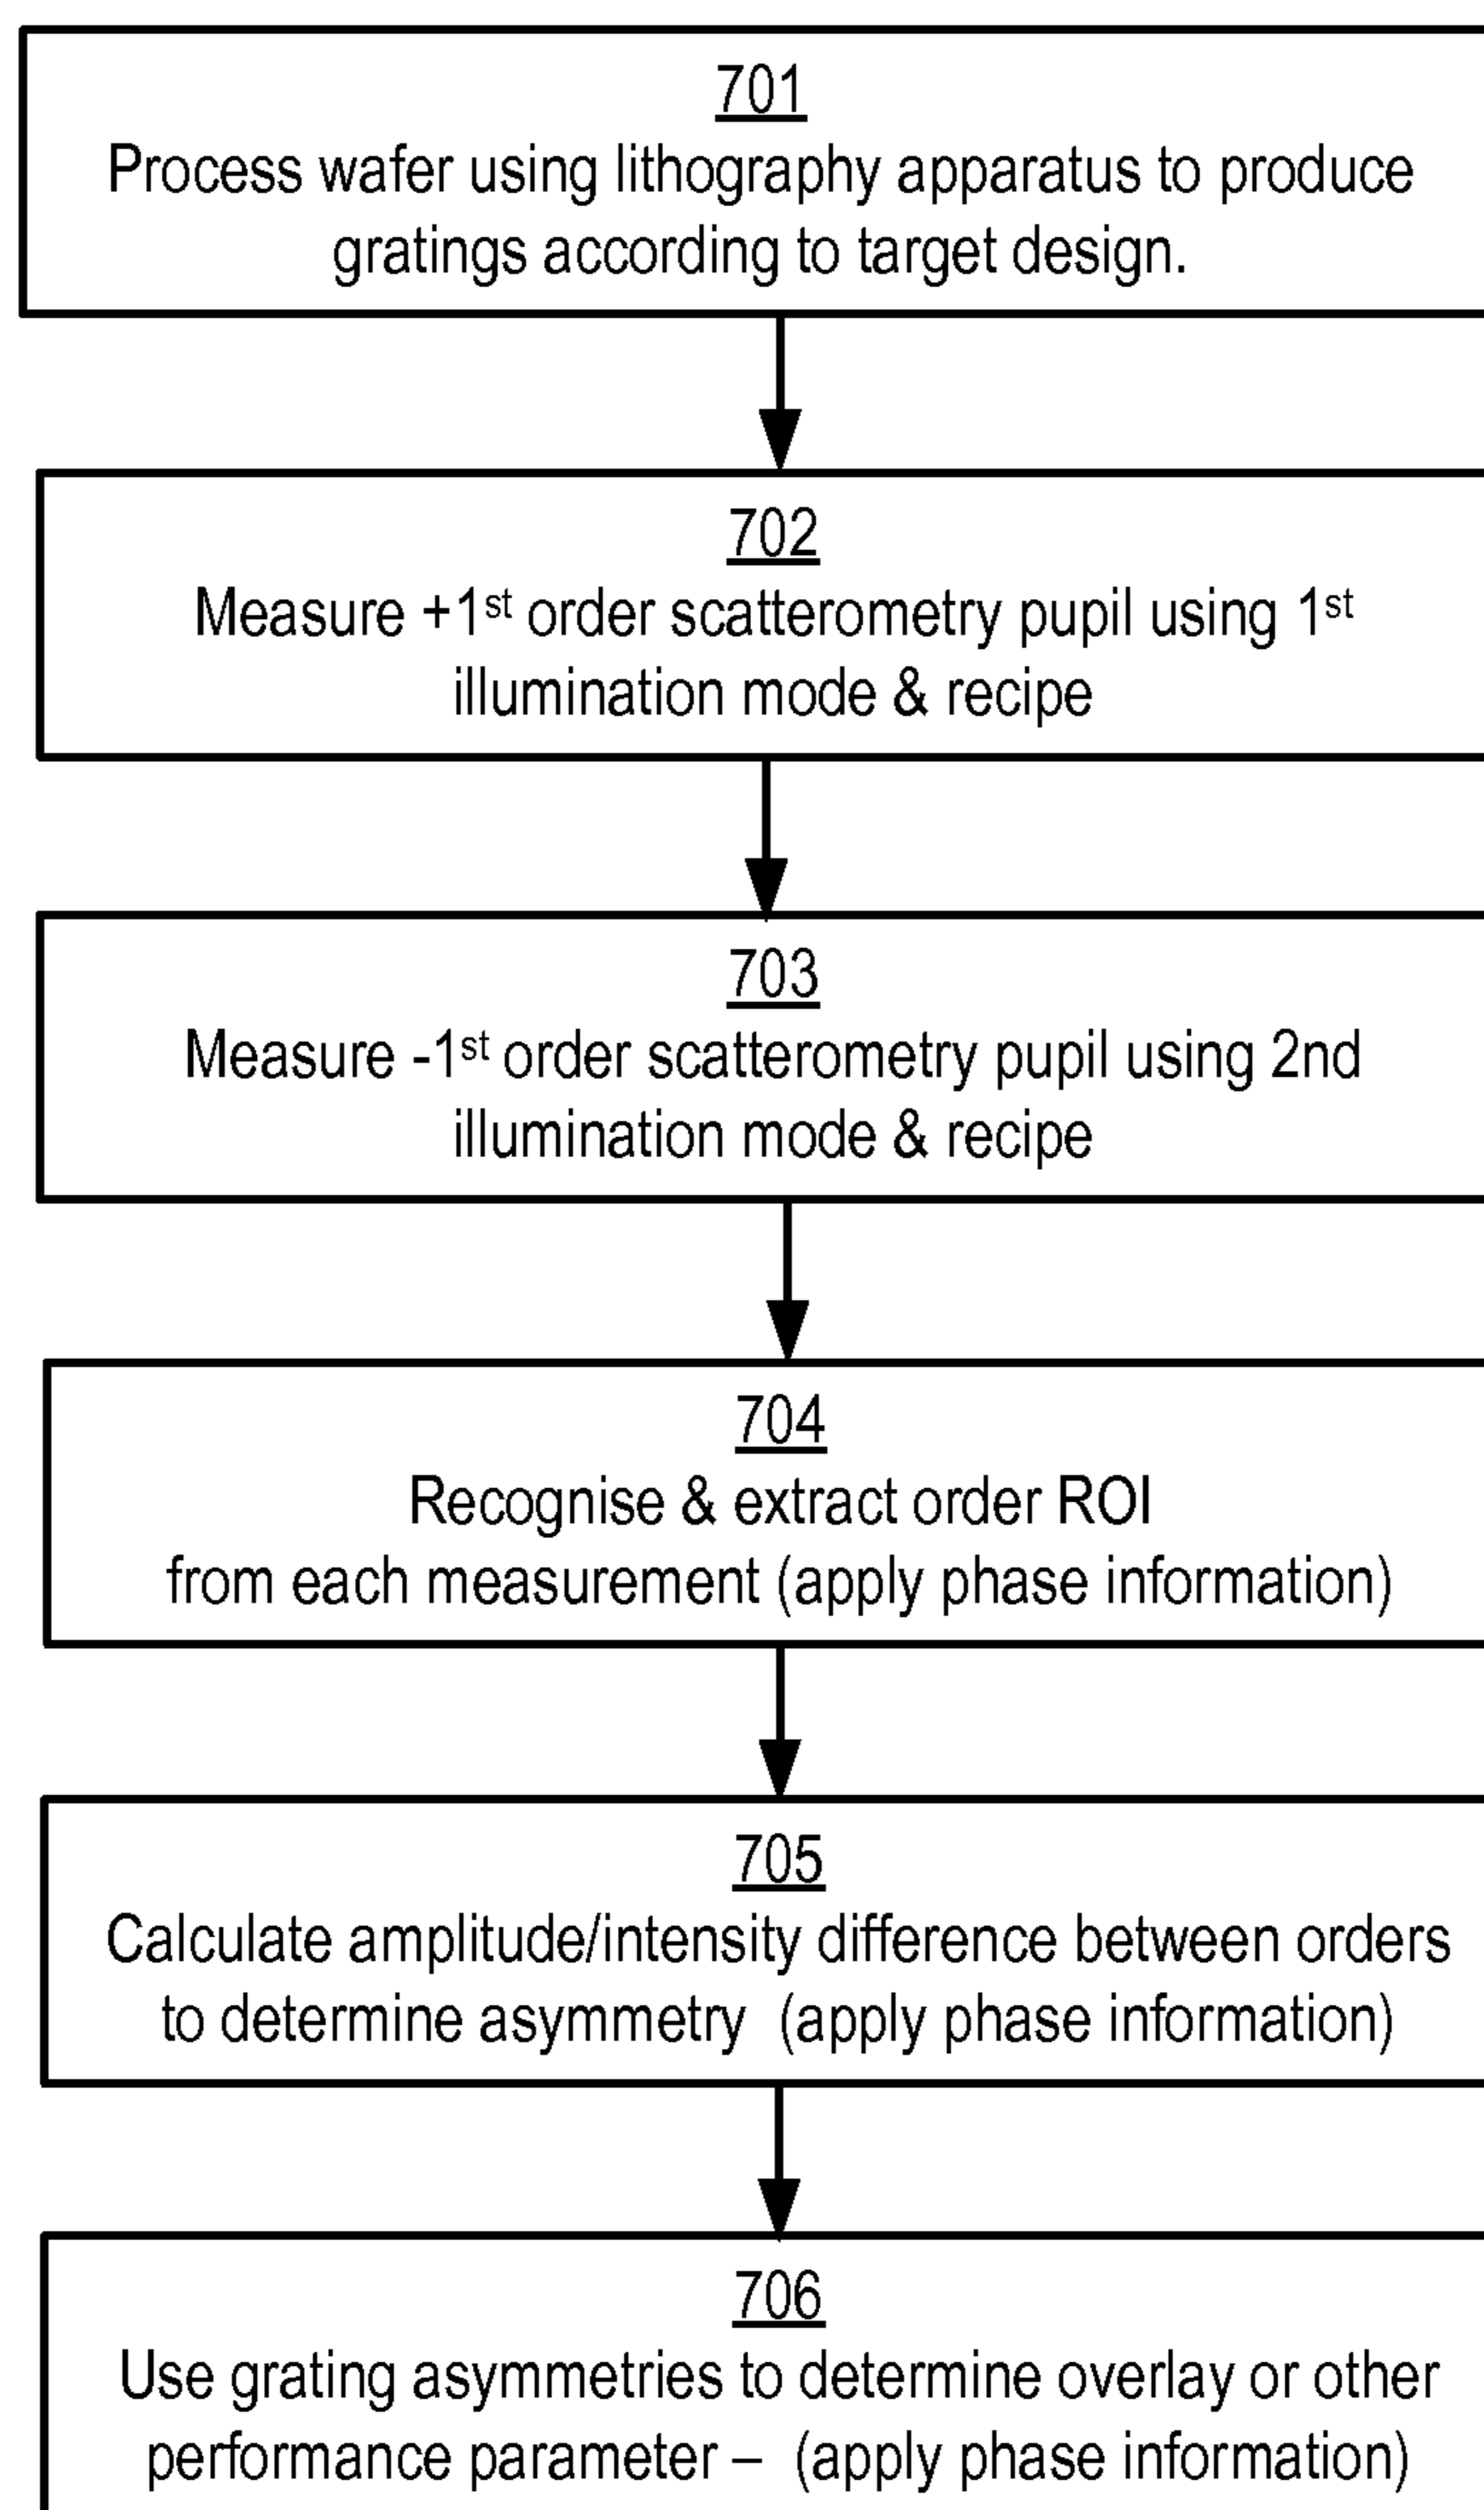 701
Process wafer using lithography apparatus to produce
gratings according to target design.
702
Measure +1st order scatterometry pupil using 1st
illumination mode & recipe
703
Measure -1st order scatterometry pupil using 2nd
illumination mode & recipe
704
Recognise & extract order ROI
from each measurement (apply phase information)
705
Calculate amplitude/intensity difference between orders
to determine asymmetry (apply phase information)
706
Use grating asymmetries to determine overlay or other
performance parameter – (apply phase information)